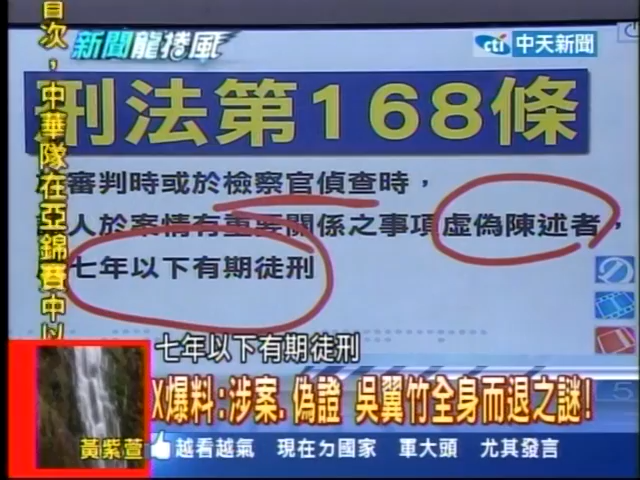 新聞龍捲風
cti 中天新聞
目次，中華隊在亞錦賽中以
刑法第168條
審判時或於檢察官偵查時，
人於案情有重要關係之事項虛偽陳述者，
七年以下有期徒刑
七年以下有期徒刑
X爆料:涉案.偽證 吳翼竹全身而退之謎!
黃紫萱 越看越氣 現在ㄉ國家 軍大頭 尤其發言